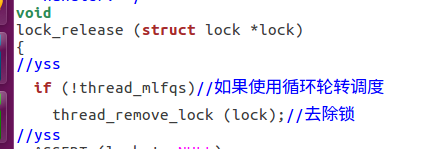 void
lock_release (struct lock *lock)
{
//yss
if (!thread_mlfqs)//如果使用循环轮转调度
thread_remove_lock (lock);//去除锁
//yss